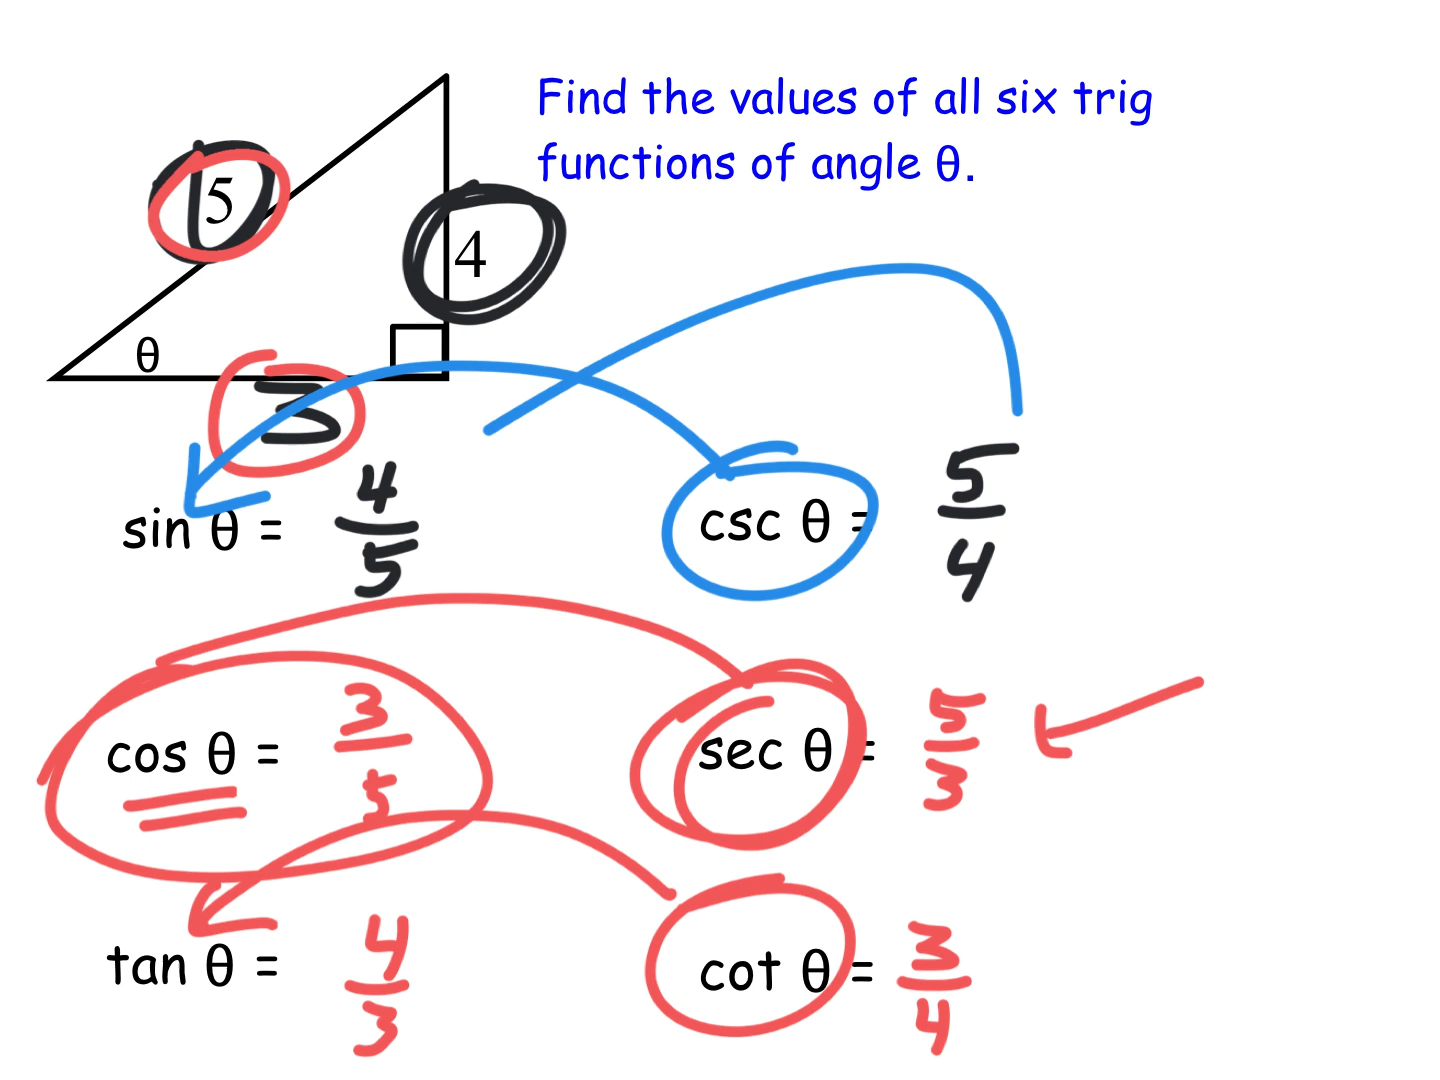 Find the values of all six trig
functions of angle θ.
5
4
θ
3
sin θ = 4/5
csc θ = 5/4
cos θ = 3/5
sec θ = 5/3
tan θ = 4/3
cot θ = 3/4